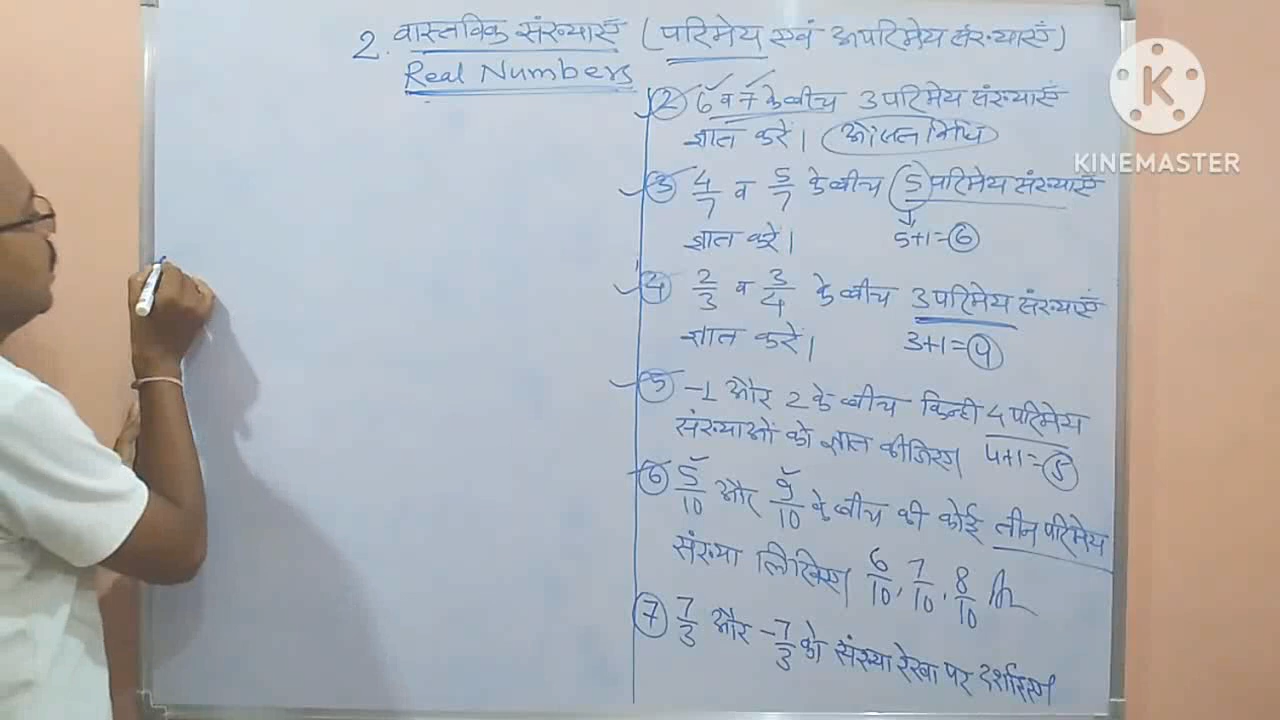 2. वास्तविक संख्याएँ (परिमेय एवं अपरिमेय संख्याएँ)
Real Numbers
② 6 व 7 के बीच 3 परिमेय संख्याएँ
ज्ञात करें।
③ 4/7 व 5/7 के बीच 5 परिमेय संख्याएँ
ज्ञात करें। 5+1=6
④ 2/3 व 3/4 के बीच 3 परिमेय संख्याएँ
ज्ञात करें। 3+1=4
⑤ -1 और 2 के बीच किन्ही 4 परिमेय
संख्याओं को ज्ञात कीजिए। 4+1=5
⑥ 5/10 और 9/10 के बीच की कोई तीन परिमेय
संख्या लिखिए। 6/10, 7/10, 8/10
⑦ 7/3 और -7/3 को संख्या रेखा पर दर्शाइए।
K
KINEMASTER